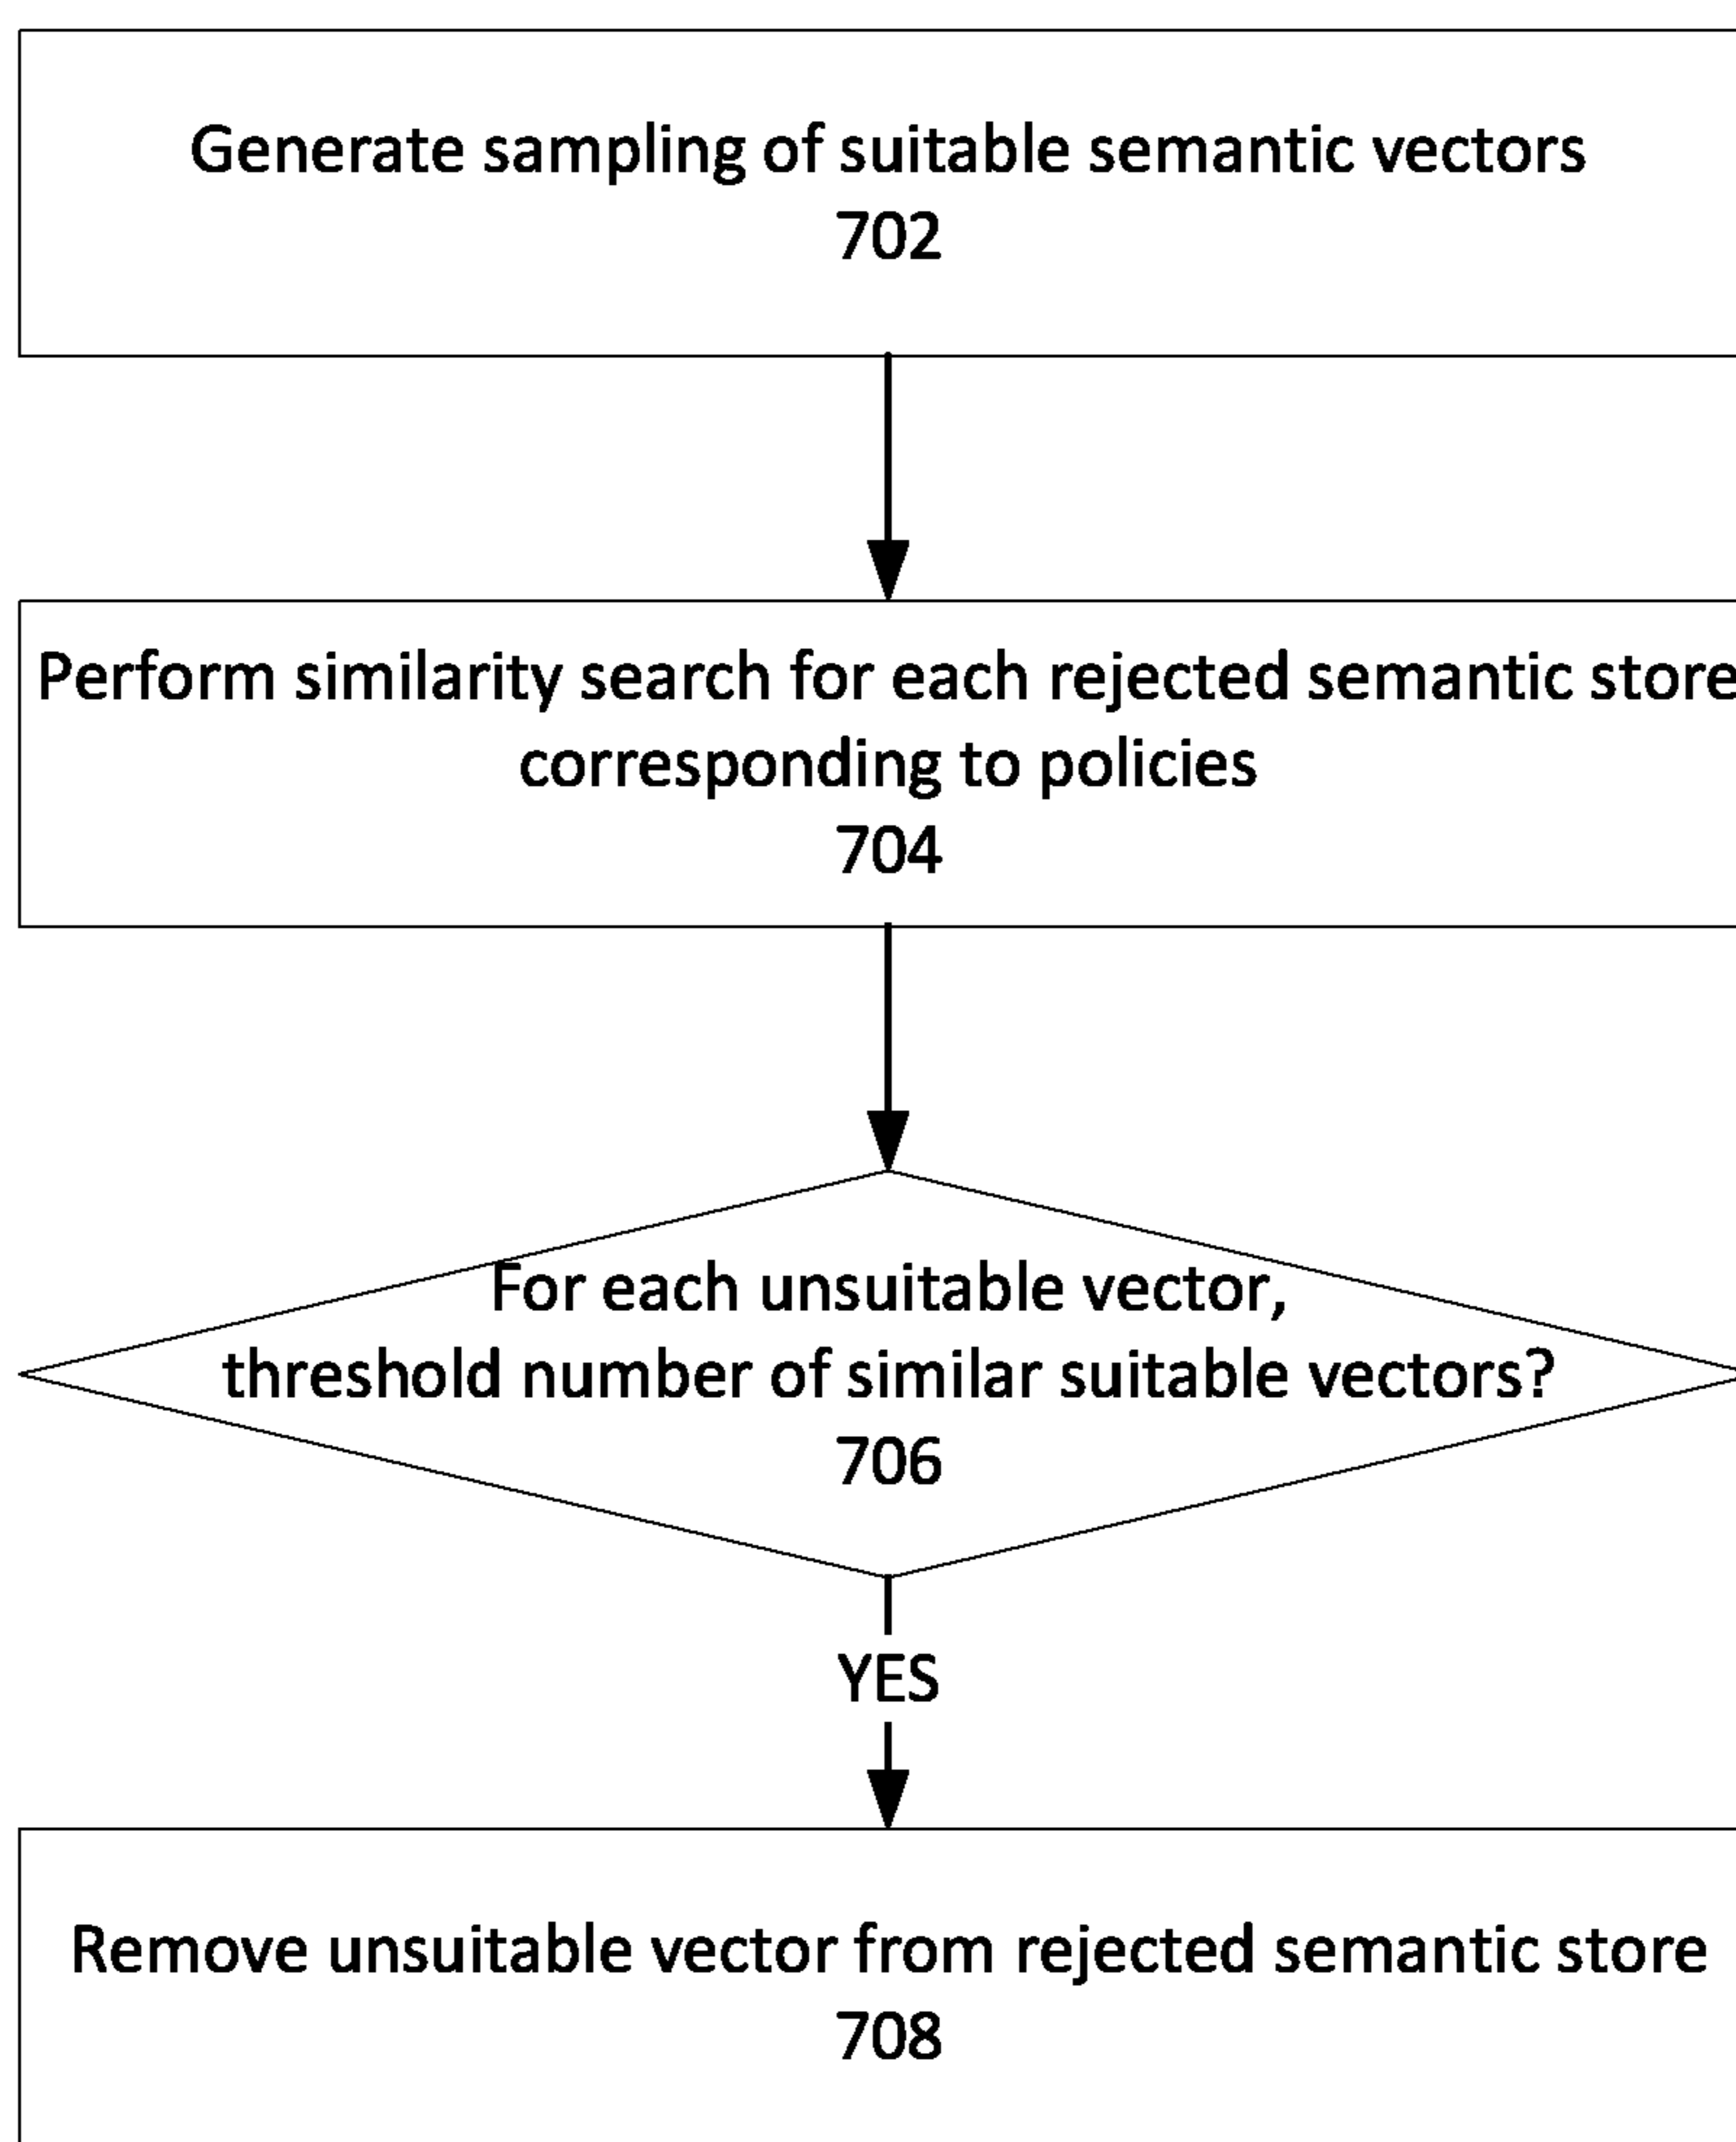 Generate sampling of suitable semantic vectors
702
Perform similarity search for each rejected semantic store
corresponding to policies
704
For each unsuitable vector,
threshold number of similar suitable vectors?
706
YES
Remove unsuitable vector from rejected semantic store
708